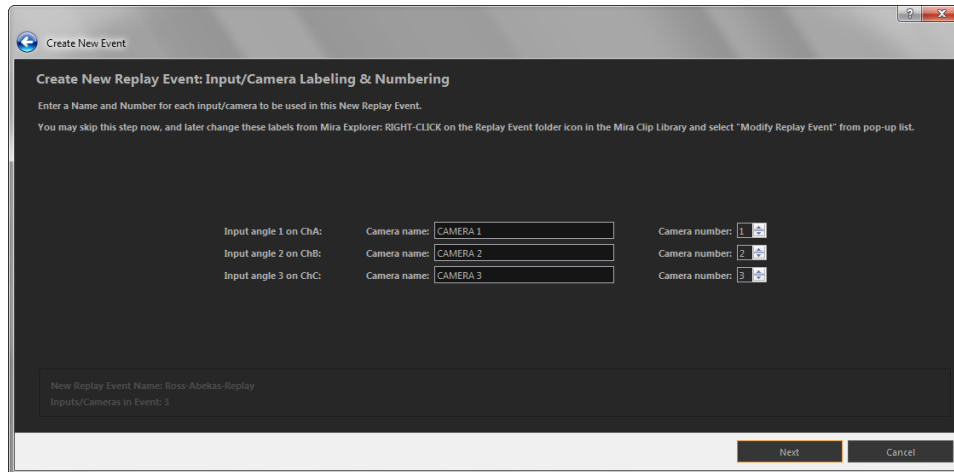 ?
Create New Event
Create New Replay Event: Input/Camera Labeling & Numbering
Enter a Name and Number for each input/camera to be used in this New Replay Event.
You may skip this step now, and later change these labels from Mira Explorer: RIGHT-CLICK on the Replay Event folder icon in the Mira Clip Library and select "Modify Replay Event" from pop-up list.
Input angle 1 on ChA: Camera name: CAMERA 1 Camera number: 1
Input angle 2 on ChB: Camera name: CAMERA 2 Camera number: 2
Input angle 3 on ChC: Camera name: CAMERA 3 Camera number: 3
New Replay Event Name: Ross-Abekas-Replay
Inputs/Cameras in Event: 3
Next Cancel